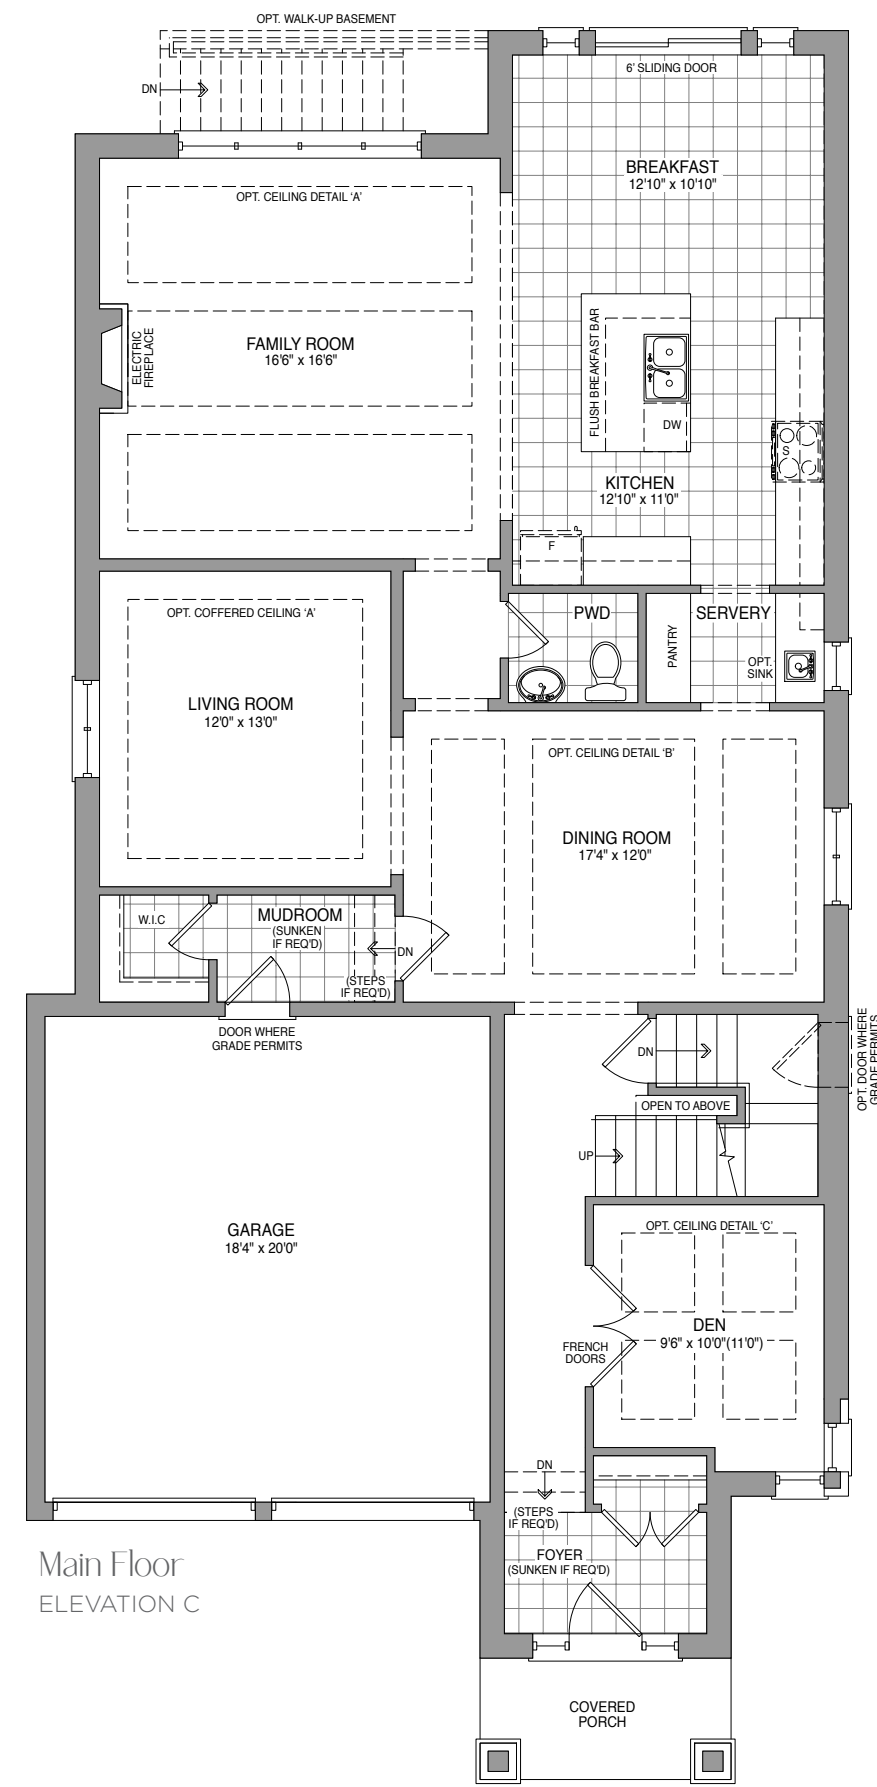 OPT. WALK-UP BASEMENT
DN
6' SLIDING DOOR
BREAKFAST
12'10" x 10'10"
OPT. CEILING DETAIL 'A'
FAMILY ROOM
16'6" x 16'6"
ELECTRIC
FIREPLACE
FLUSH BREAKFAST BAR
DW
S
KITCHEN
12'10" x 11'0"
F
OPT. COFFERED CEILING 'A'
PWD
SERVERY
PANTRY
OPT.
SINK
LIVING ROOM
12'0" x 13'0"
OPT. CEILING DETAIL 'B'
DINING ROOM
17'4" x 12'0"
W.I.C
MUDROOM
(SUNKEN
IF REQ'D)
DN
(STEPS
IF REQ'D)
DOOR WHERE
GRADE PERMITS
DN
OPT. DOOR WHERE
GRADE PERMITS
OPEN TO ABOVE
UP
GARAGE
18'4" x 20'0"
OPT. CEILING DETAIL 'C'
DEN
9'6" x 10'0"(11'0")
FRENCH
DOORS
DN
(STEPS
IF REQ'D)
FOYER
(SUNKEN IF REQ'D)
Main Floor
ELEVATION C
COVERED
PORCH